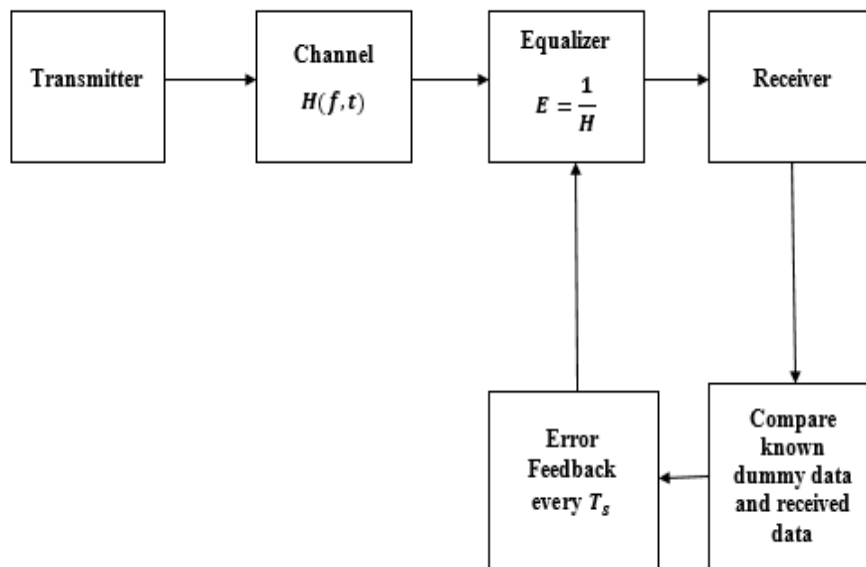 Transmitter
Channel
H(f,t)
Equalizer
E = 1/H
Receiver
Error
Feedback
every T_s
Compare
known
dummy data
and received
data